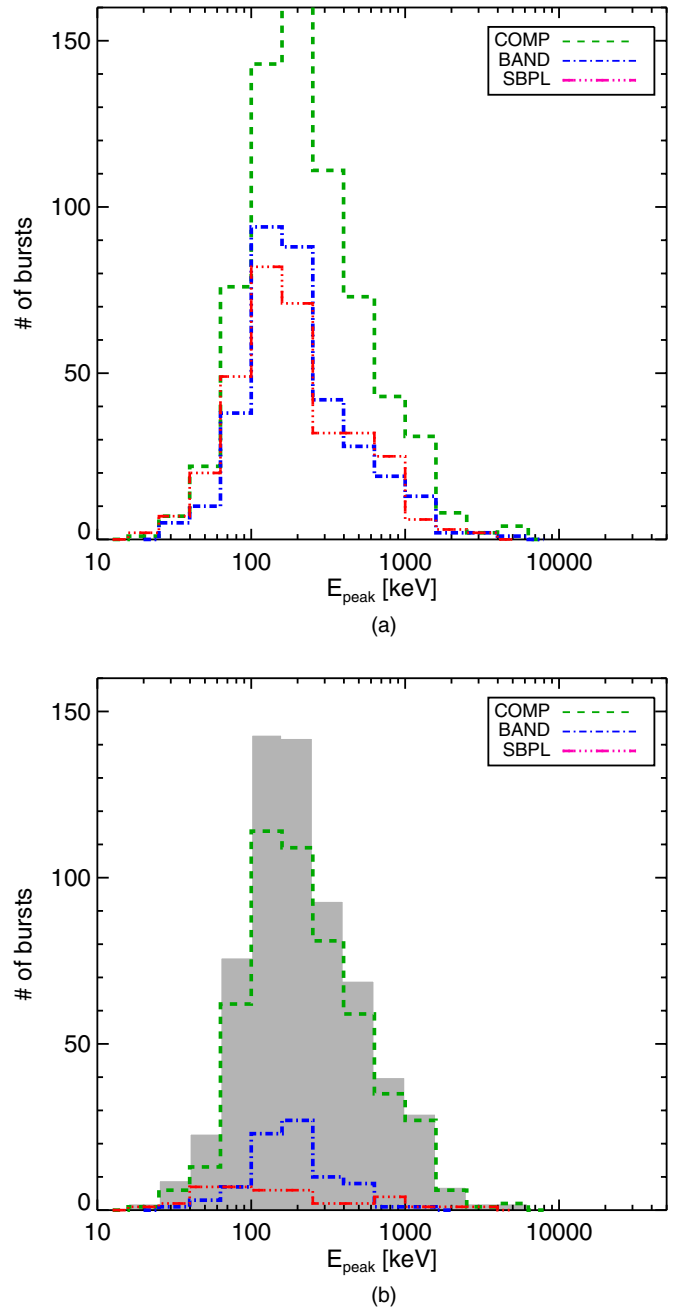 150
100
50
0
# of bursts
COMP
BAND
SBPL
10 100 1000 10000
E_peak [keV]
(a)
150
100
50
0
# of bursts
COMP
BAND
SBPL
10 100 1000 10000
E_peak [keV]
(b)